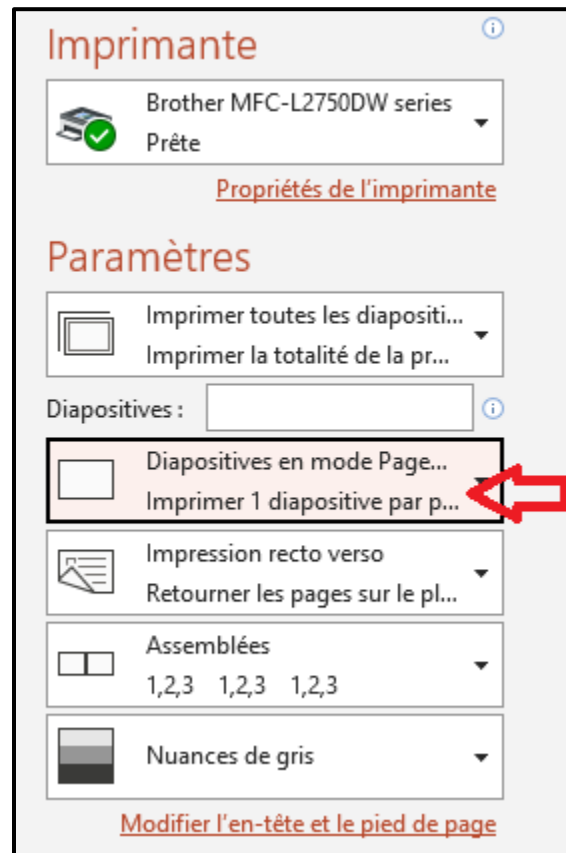 Imprimante
Brother MFC-L2750DW series
Prête
Propriétés de l'imprimante
Paramètres
Imprimer toutes les diapositi...
Imprimer la totalité de la pr...
Diapositives :
Diapositives en mode Page...
Imprimer 1 diapositive par p...
Impression recto verso
Retourner les pages sur le pl...
Assemblées
1,2,3 1,2,3 1,2,3
Nuances de gris
Modifier l'en-tête et le pied de page